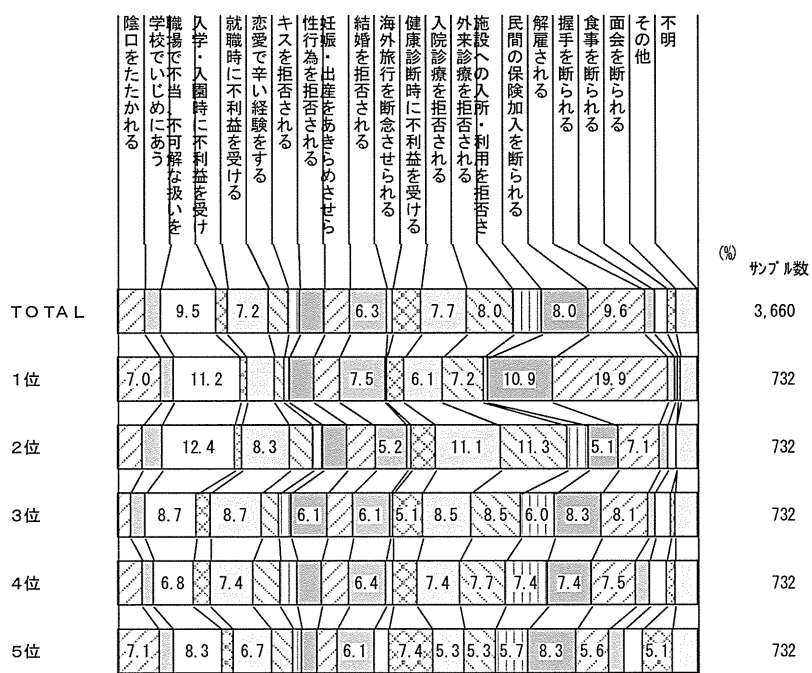 陰口をたたかれる
学校でいじめにあう
職場で不当、不可解な扱いを
入学・入園時に不利益を受け
就職時に不利益を受ける
恋愛で辛い経験をする
キスを拒否される
性行為を拒否される
妊娠・出産をあきらめさせら
結婚を拒否される
海外旅行を断念させられる
健康診断時に不利益を受ける
入院診療を拒否される
外来診療を拒否される
施設への入所・利用を拒否さ
民間の保険加入を断られる
解雇される
握手を断られる
食事を断られる
面会を断られる
その他
不明
(%)
サンプル数
TOTAL 9.5 7.2 6.3 7.7 8.0 8.0 9.6 3,660
1位 7.0 11.2 7.5 6.1 7.2 10.9 19.9 732
2位 12.4 8.3 5.2 11.1 11.3 5.1 7.1 732
3位 8.7 8.7 6.1 6.1 5.1 8.5 8.5 6.0 8.3 8.1 732
4位 6.8 7.4 6.4 7.4 7.7 7.4 7.4 7.5 732
5位 7.1 8.3 6.7 6.1 7.4 5.3 5.3 5.7 8.3 5.6 5.1 732